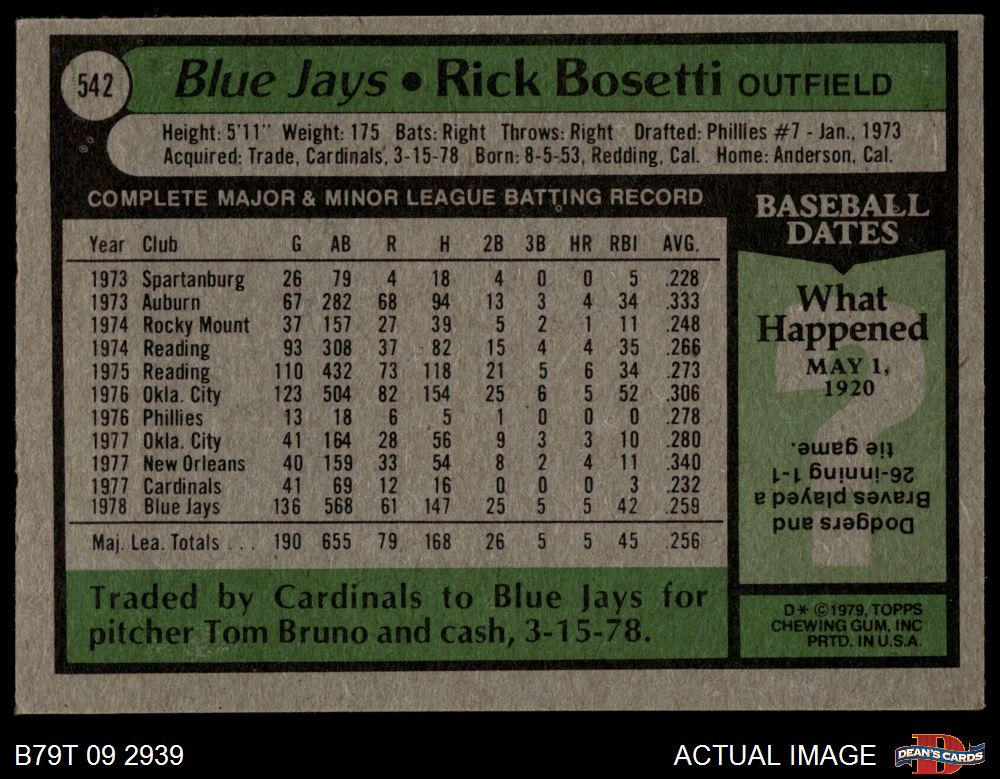 542
Blue Jays • Rick Bosetti OUTFIELD
Height: 5'11" Weight: 175 Bats: Right Throws: Right Drafted: Phillies #7 - Jan., 1973
Acquired: Trade, Cardinals, 3-15-78 Born: 8-5-53, Redding, Cal. Home: Anderson, Cal.
COMPLETE MAJOR & MINOR LEAGUE BATTING RECORD
Year Club G AB R H 2B 3B HR RBI AVG.
1973 Spartanburg 26 79 4 18 4 0 0 5 .228
1973 Auburn 67 282 68 94 13 3 4 34 .333
1974 Rocky Mount 37 157 27 39 5 2 1 11 .248
1974 Reading 93 308 37 82 15 4 4 35 .266
1975 Reading 110 432 73 118 21 5 6 34 .273
1976 Okla. City 123 504 82 154 25 6 5 52 .306
1976 Phillies 13 18 6 5 1 0 0 0 .278
1977 Okla. City 41 164 28 56 9 3 3 10 .280
1977 New Orleans 40 159 33 54 8 2 4 11 .340
1977 Cardinals 41 69 12 16 0 0 0 3 .232
1978 Blue Jays 136 568 61 147 25 5 5 42 .259
Maj. Lea. Totals . . . 190 655 79 168 26 5 5 45 .256
Traded by Cardinals to Blue Jays for
pitcher Tom Bruno and cash, 3-15-78.
BASEBALL
DATES
What
Happened
MAY 1,
1920
?
Dodgers and
Braves played a
26-inning 1-1
tie game.
D* ©1979, TOPPS
CHEWING GUM, INC
PRTD. IN U.S.A.
B79T 09 2939
ACTUAL IMAGE
D
DEAN'S CARDS